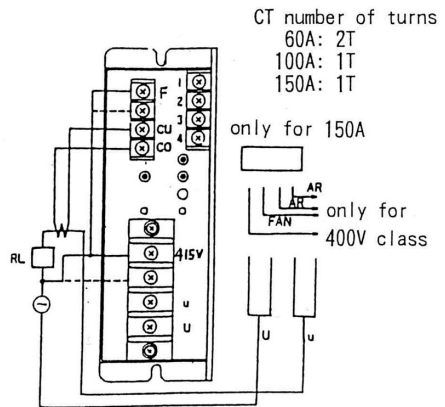 CT number of turns
60A: 2T
100A: 1T
150A: 1T
F
CU
CO
1
2
3
4
only for 150A
AR
AR
FAN
only for
400V class
RL
415V
u
U
U
u